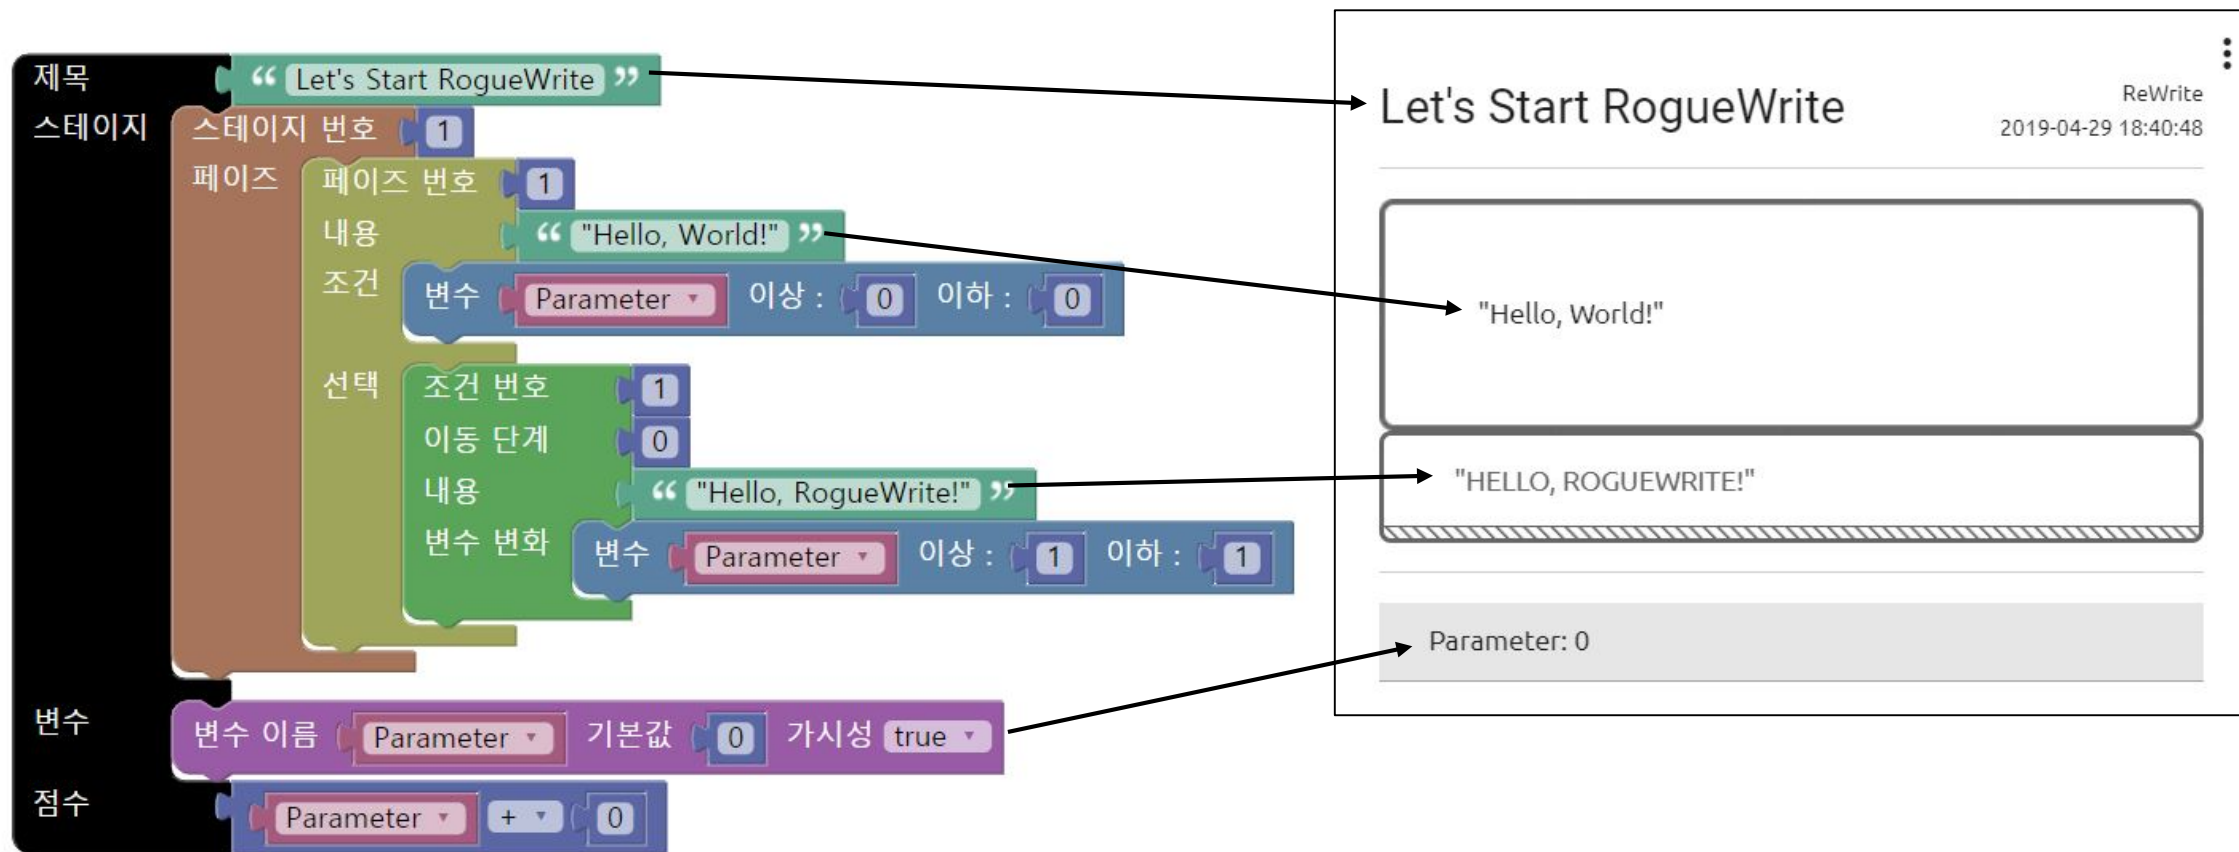 제목 “ Let's Start RogueWrite ”
스테이지 스테이지 번호 1
페이즈 페이즈 번호 1
내용 “ "Hello, World!" ”
조건 변수 Parameter 이상 : 0 이하 : 0
선택 조건 번호 1
이동 단계 0
내용 “ "Hello, RogueWrite!" ”
변수 변화 변수 Parameter 이상 : 1 이하 : 1
변수 변수 이름 Parameter 기본값 0 가시성 true
점수 Parameter + 0
Let's Start RogueWrite
ReWrite
2019-04-29 18:40:48
"Hello, World!"
"HELLO, ROGUEWRITE!"
Parameter: 0